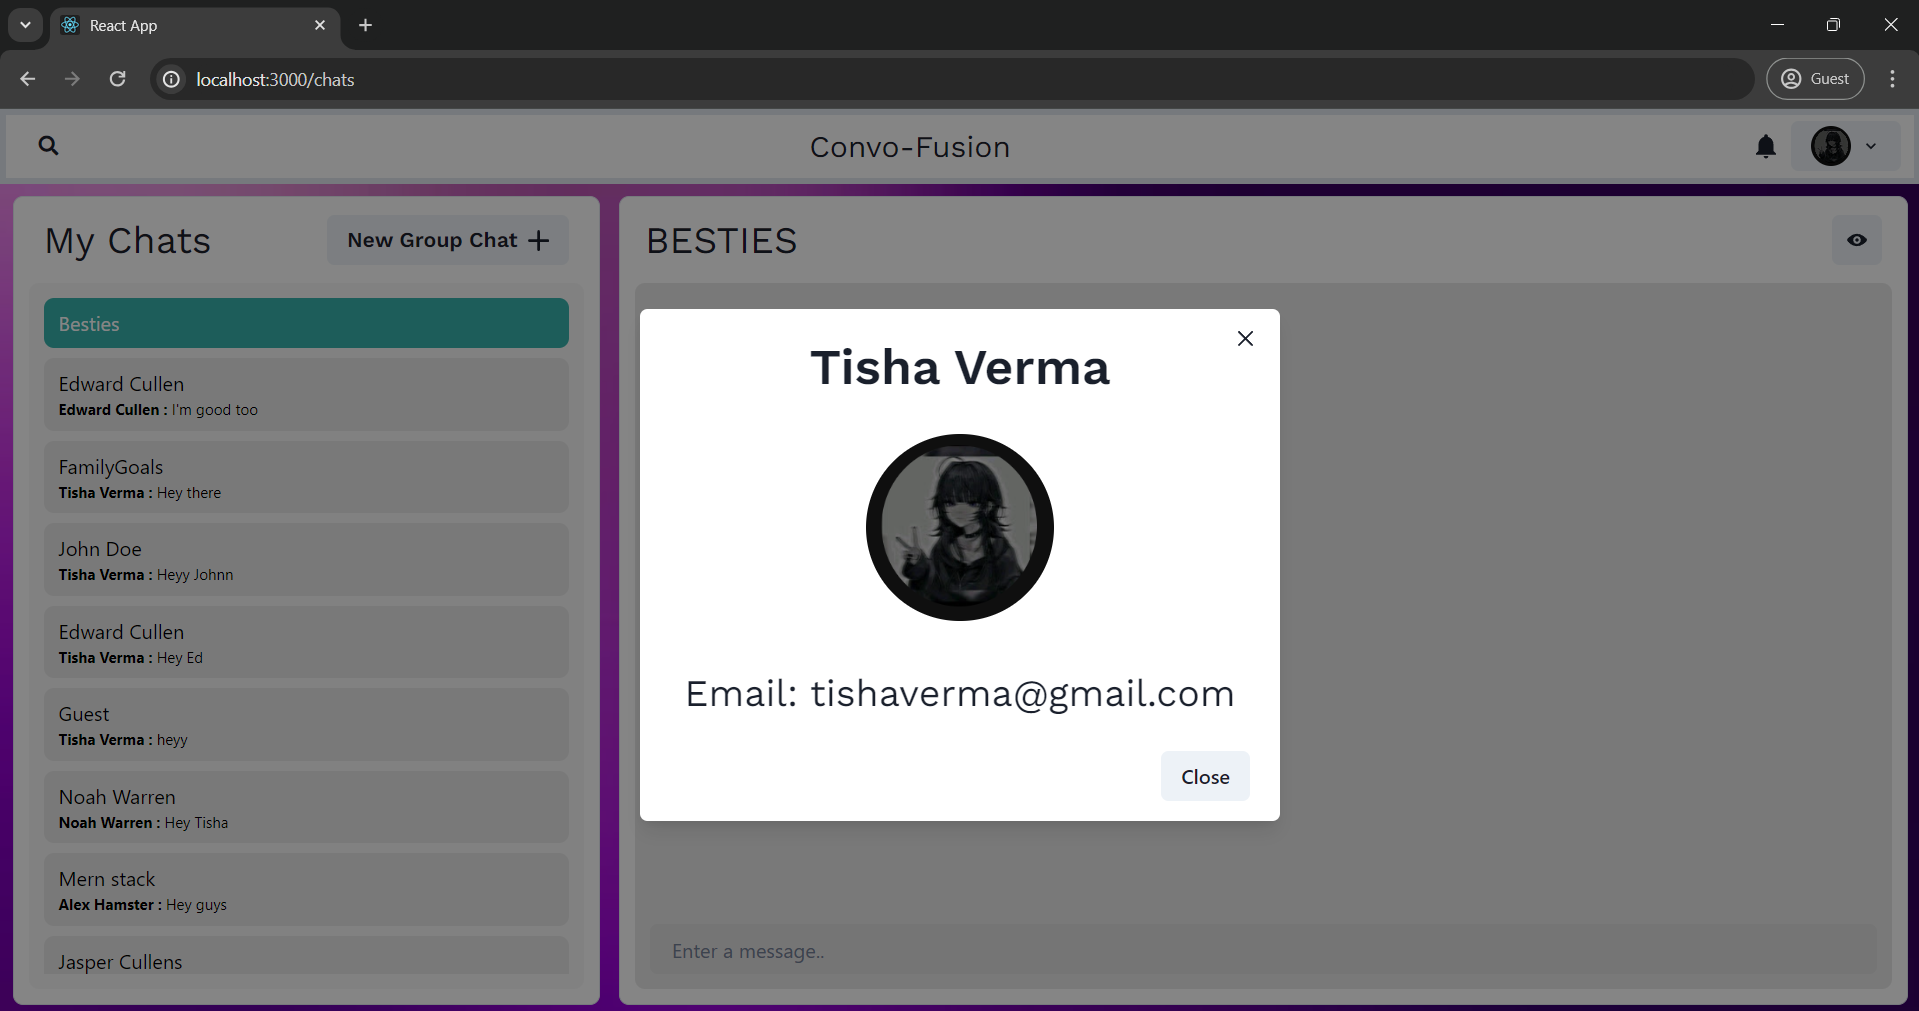 React App
localhost:3000/chats
Guest
Convo-Fusion
My Chats
New Group Chat
BESTIES
Besties
Edward Cullen
Edward Cullen : I'm good too
FamilyGoals
Tisha Verma : Hey there
John Doe
Tisha Verma : Heyy Johnn
Edward Cullen
Tisha Verma : Hey Ed
Guest
Tisha Verma : heyy
Noah Warren
Noah Warren : Hey Tisha
Mern stack
Alex Hamster : Hey guys
Jasper Cullens
Tisha Verma
Email: tishaverma@gmail.com
Close
Enter a message..